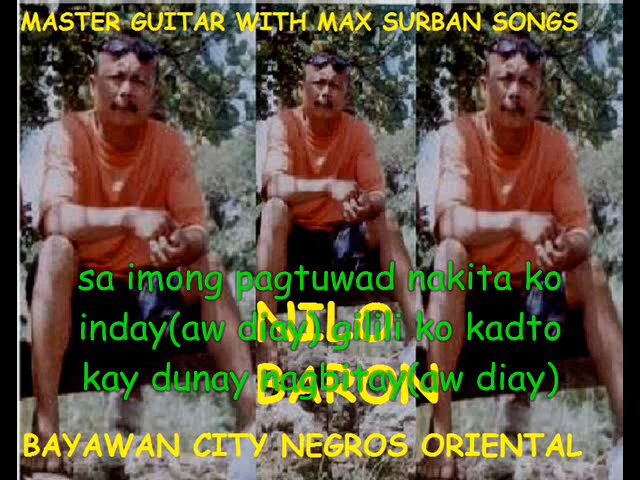 MASTER GUITAR WITH MAX SURBAN SONGS
sa imong pagtuwad nakita ko
inday(aw diay) gilili ko kadto
kay dunay nagbitay(aw diay)
NILO
BARON
BAYAWAN CITY NEGROS ORIENTAL